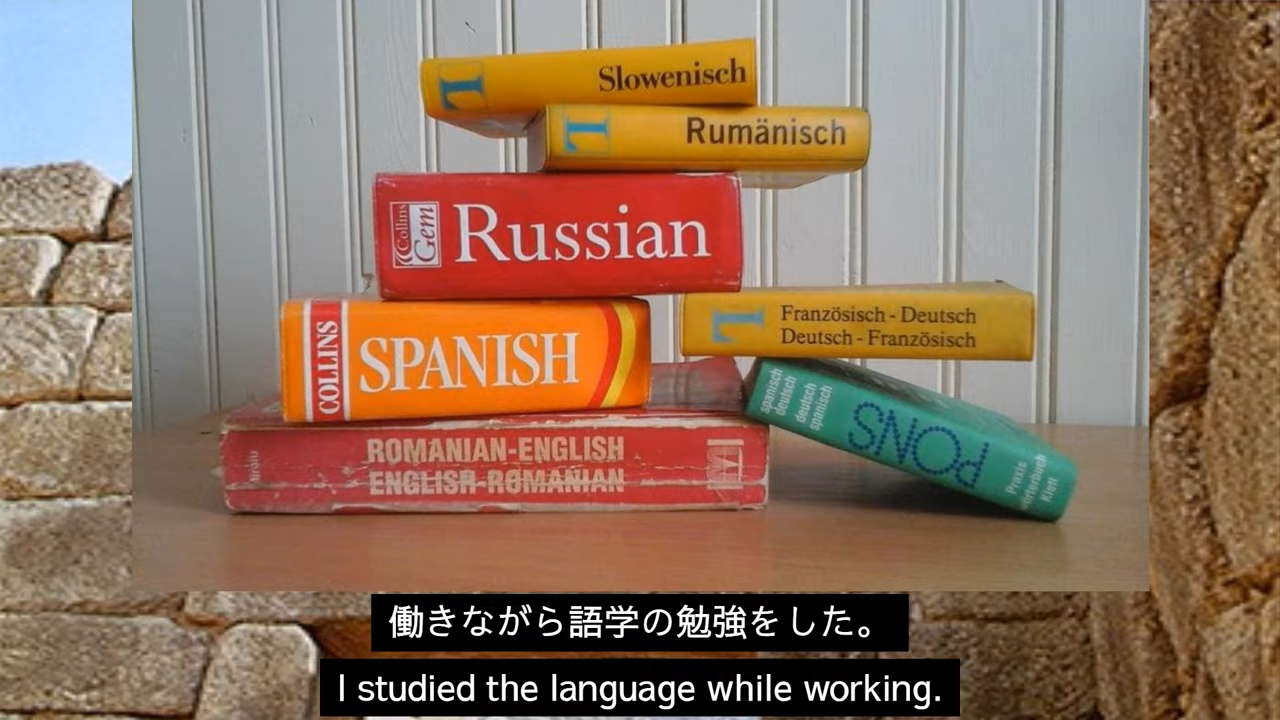 L Slowenisch
L Rumänisch
Collins
Gem
Russian
COLLINS
SPANISH
L
Französisch - Deutsch
Deutsch - Französisch
ROMANIAN-ENGLISH
ENGLISH-ROMANIAN
spanisch
deutsch
deutsch
spanisch
PONS
Praxis
Wörterbuch
Klett
働きながら語学の勉強をした。
I studied the language while working.